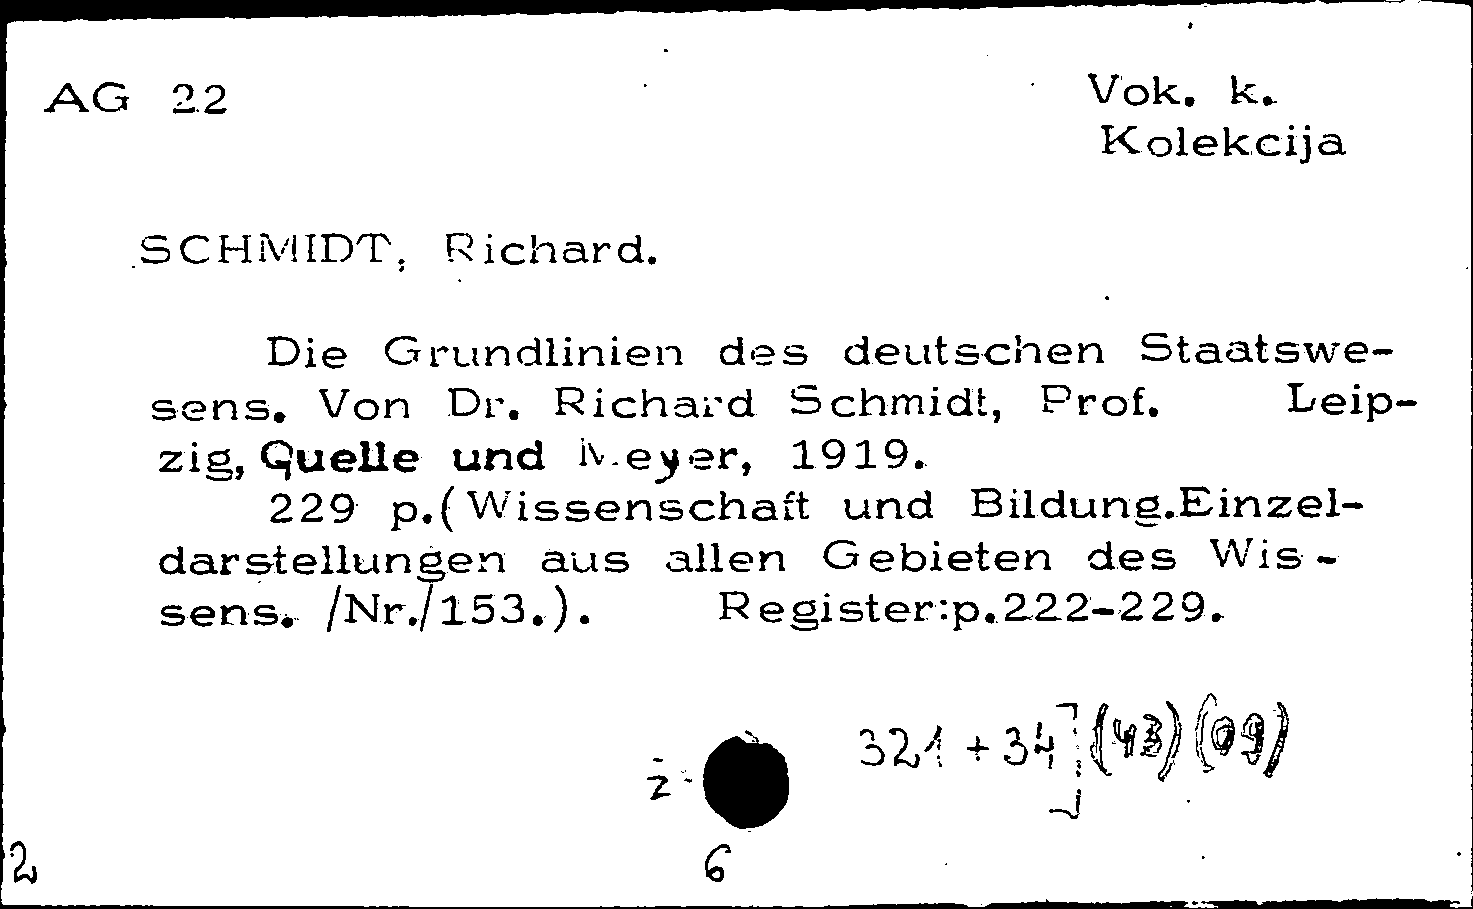 AG 22
Vok. k.
Kolekcija
SCHMIDT, Richard.
Die Grundlinien des deutschen Staatswe-
sens. Von Dr. Richard Schmidt, Prof. Leip-
zig, Quelle und Meyer, 1919.
229 p.(Wissenschaft und Bildung.Einzel-
darstellungen aus allen Gebieten des Wis-
sens. /Nr./153.). Register:p.222-229.
321 + 34](43)(09)
ž
2
6